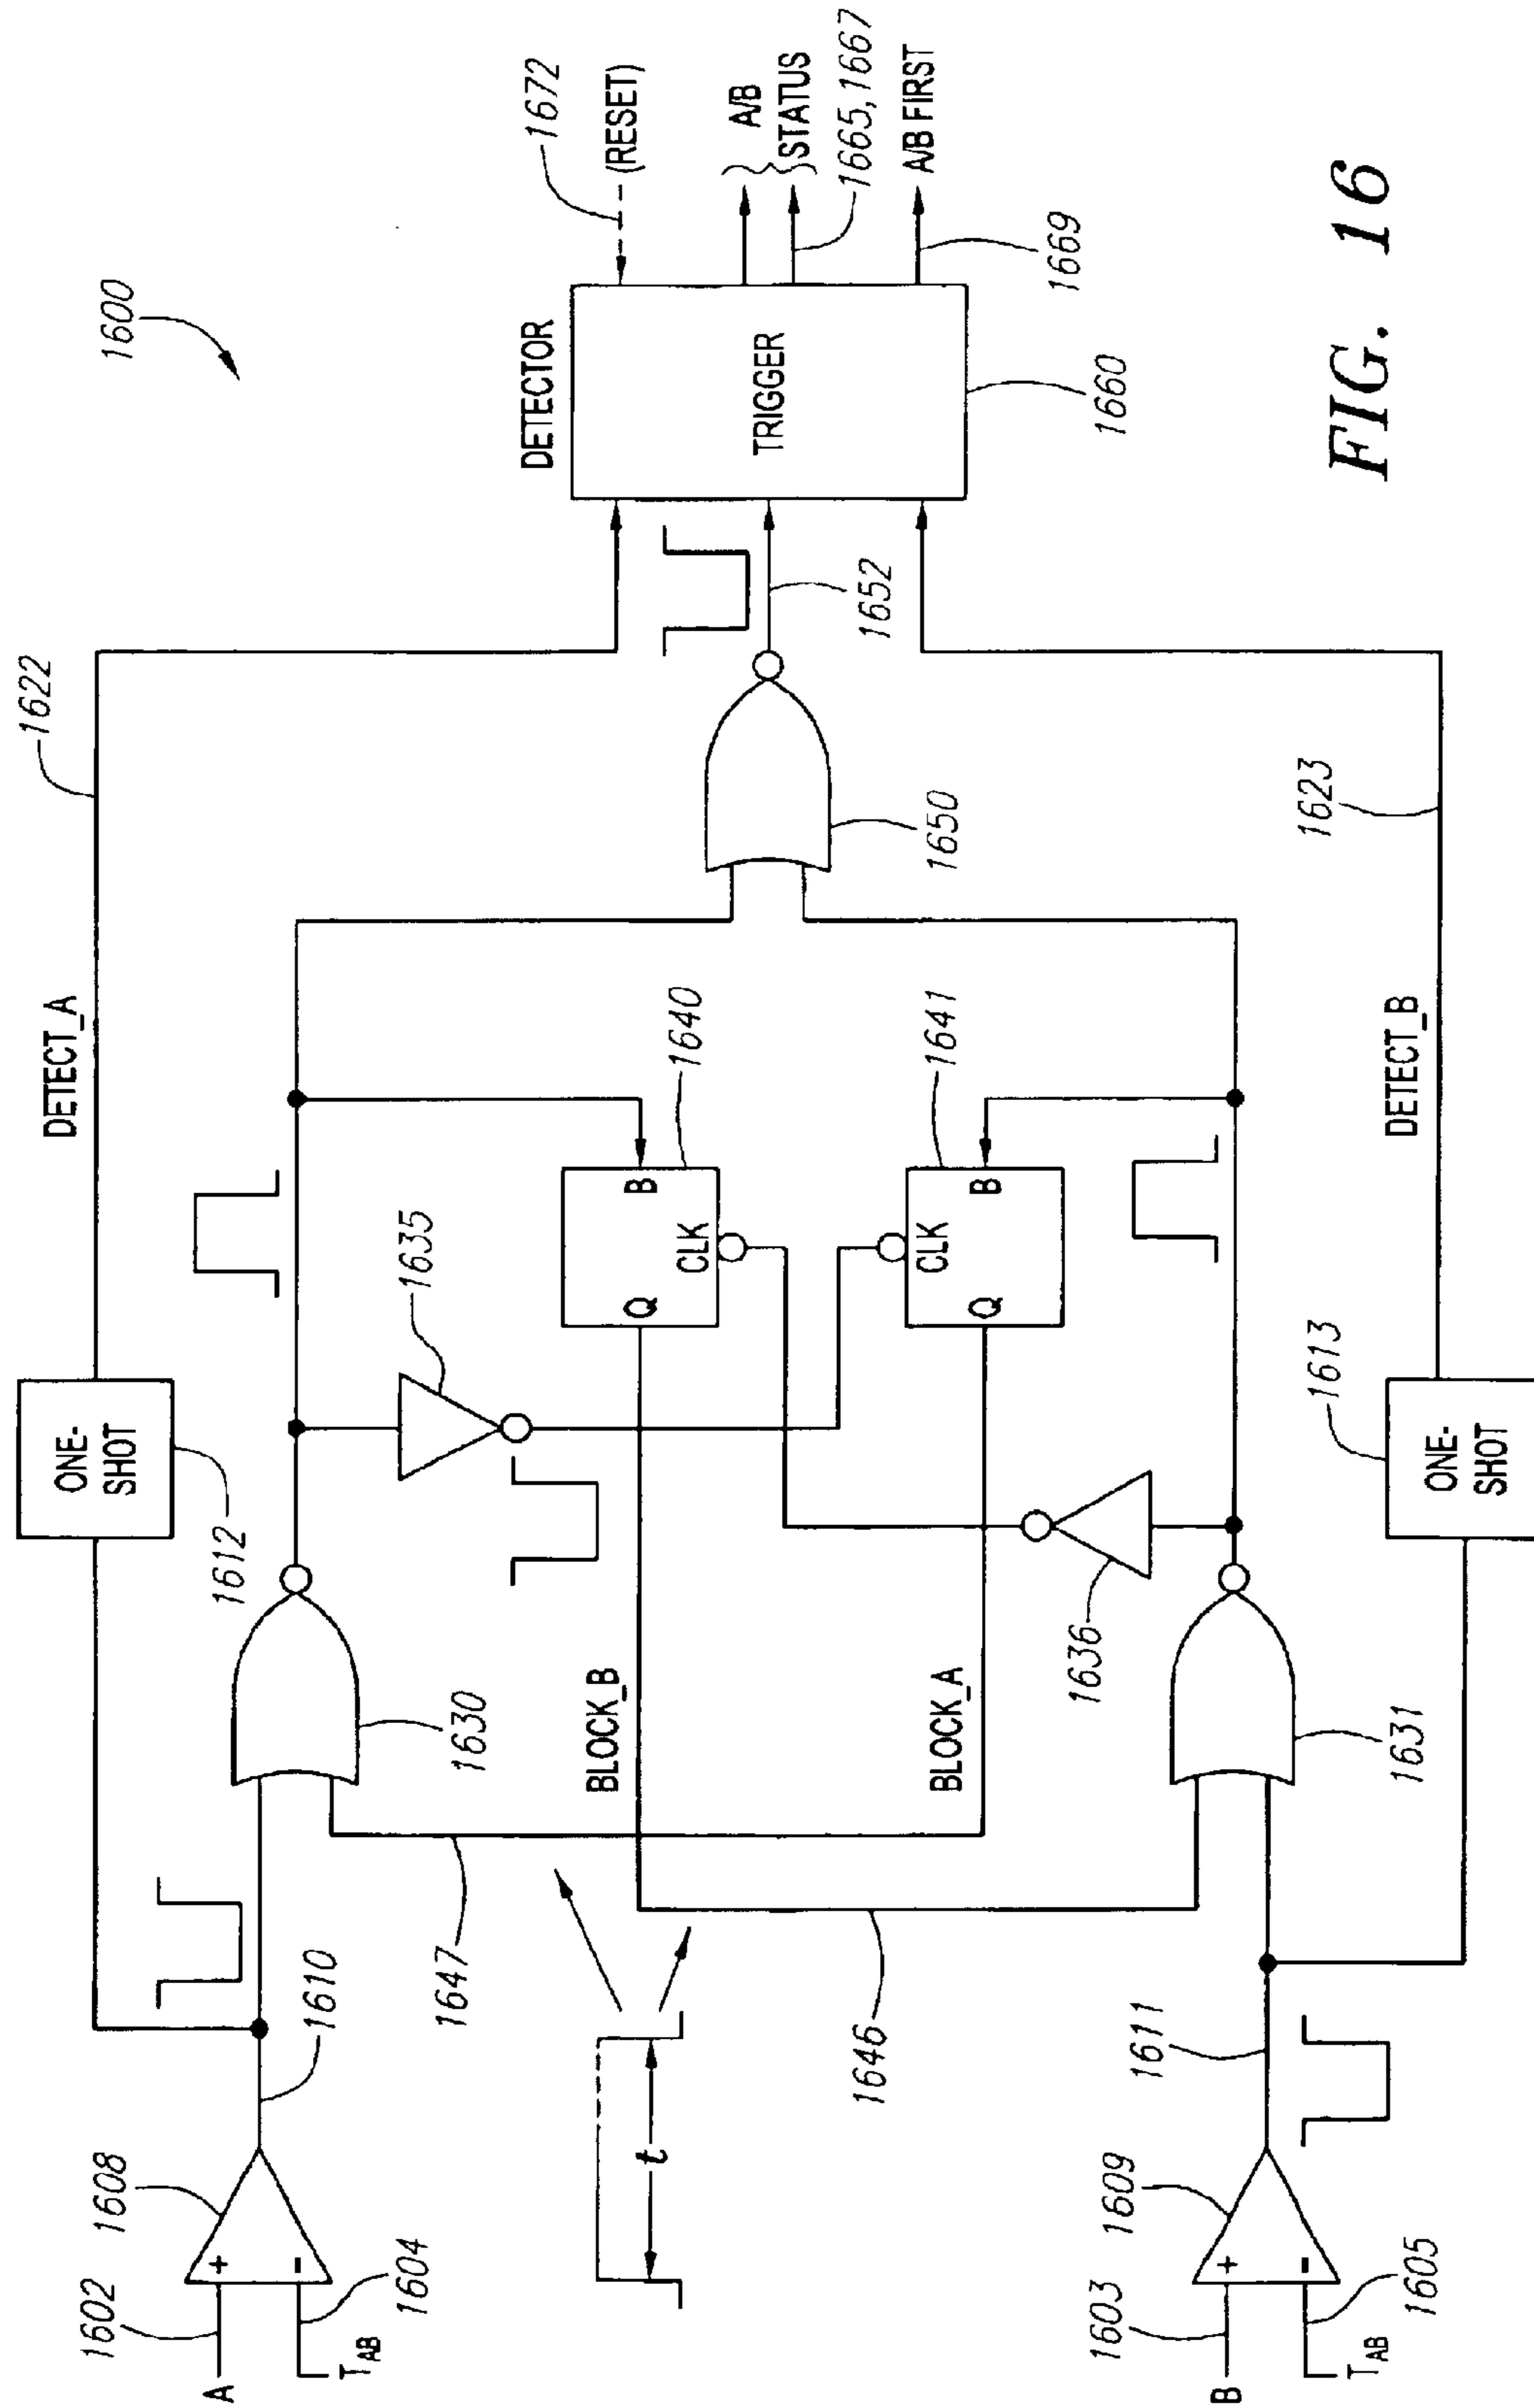 1600
1622
DETECT_A
ONE-
SHOT
1612
1610
1602
A
1604
T_AB
+
-
1608
1630
1635
1647
BLOCK_B
BLOCK_A
Q
B
CLK
1640
Q
B
CLK
1641
t
1646
1636
1650
1652
DETECTOR
TRIGGER
1660
1672
(RESET)
A/B
STATUS
1665, 1667
A/B FIRST
1669
1603
B
1605
T_AB
+
-
1609
1611
1631
ONE-
SHOT
1613
DETECT_B
1623
FIG. 16